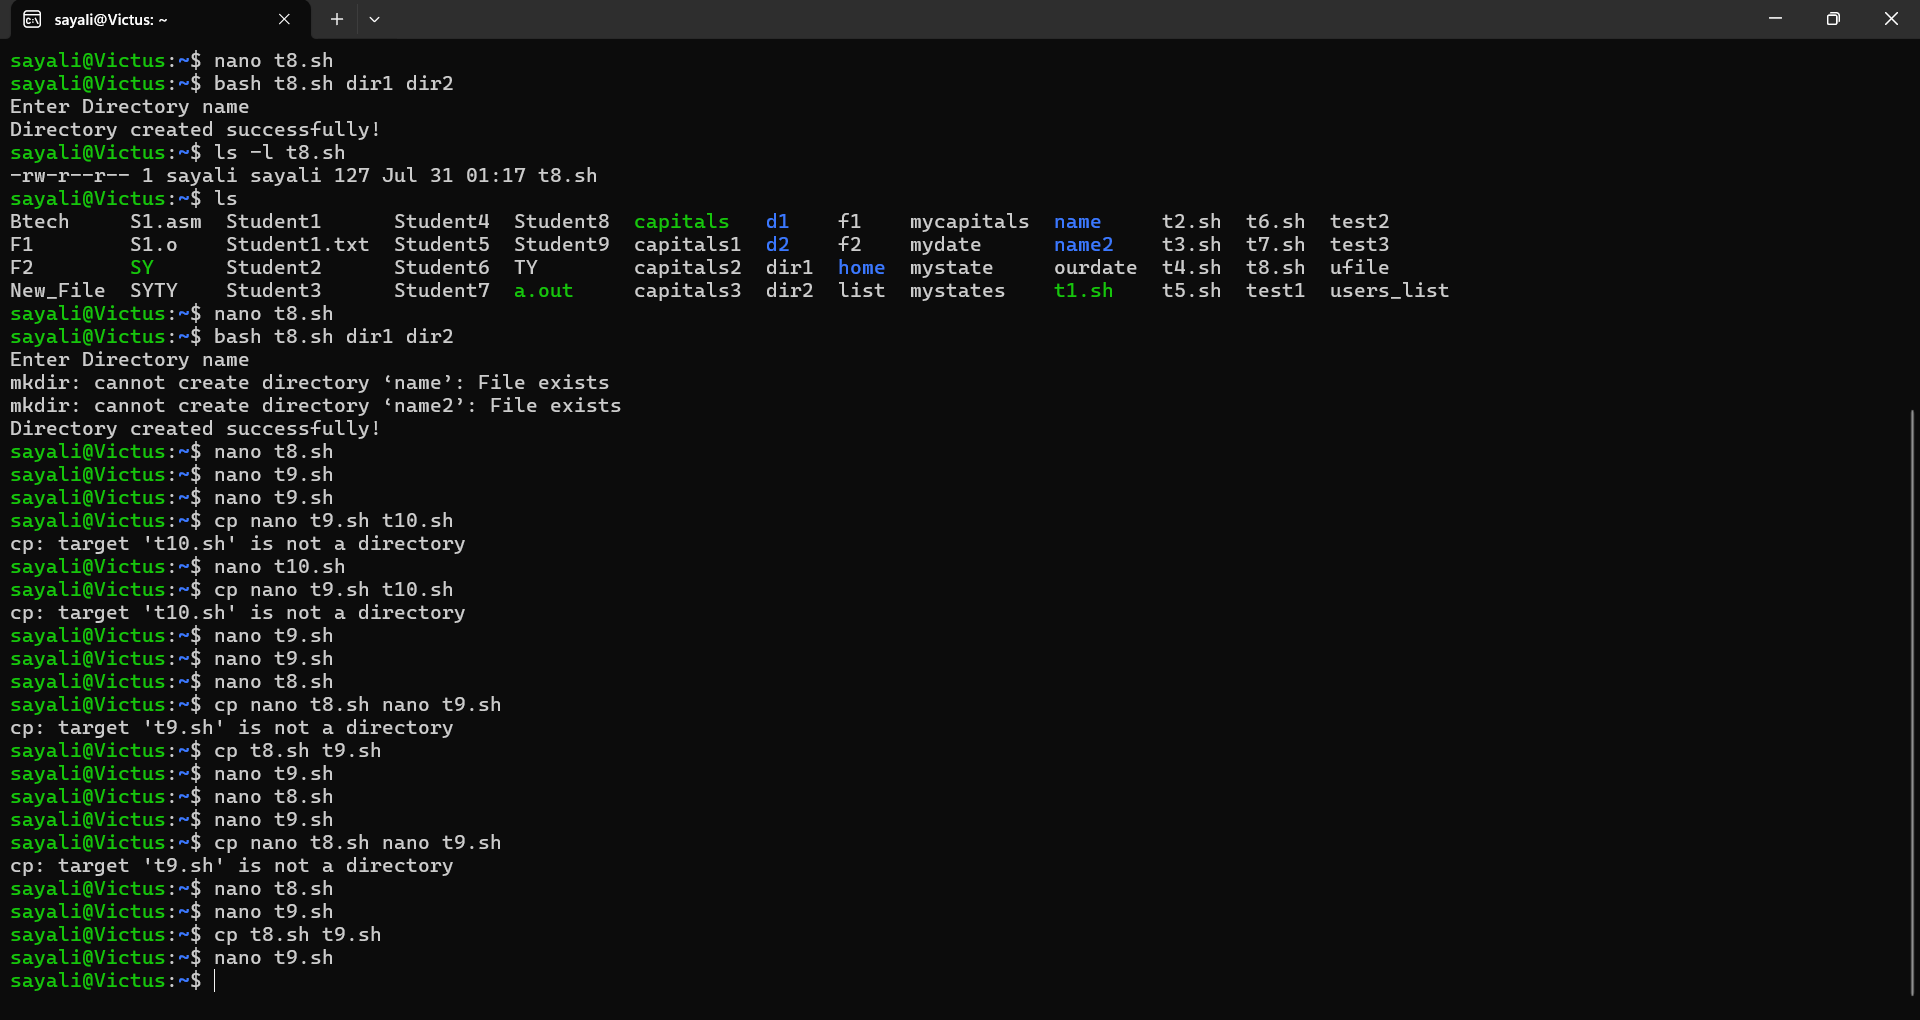 sayali@Victus: ~
sayali@Victus:~$ nano t8.sh
sayali@Victus:~$ bash t8.sh dir1 dir2
Enter Directory name
Directory created successfully!
sayali@Victus:~$ ls -l t8.sh
-rw-r--r-- 1 sayali sayali 127 Jul 31 01:17 t8.sh
sayali@Victus:~$ ls
Btech     S1.asm  Student1      Student4  Student8  capitals   d1    f1    mycapitals  name     t2.sh  t6.sh  test2
F1        S1.o    Student1.txt  Student5  Student9  capitals1  d2    f2    mydate      name2    t3.sh  t7.sh  test3
F2        SY      Student2      Student6  TY        capitals2  dir1  home  mystate     ourdate  t4.sh  t8.sh  ufile
New_File  SYTY    Student3      Student7  a.out     capitals3  dir2  list  mystates    t1.sh    t5.sh  test1  users_list
sayali@Victus:~$ nano t8.sh
sayali@Victus:~$ bash t8.sh dir1 dir2
Enter Directory name
mkdir: cannot create directory ‘name’: File exists
mkdir: cannot create directory ‘name2’: File exists
Directory created successfully!
sayali@Victus:~$ nano t8.sh
sayali@Victus:~$ nano t9.sh
sayali@Victus:~$ nano t9.sh
sayali@Victus:~$ cp nano t9.sh t10.sh
cp: target 't10.sh' is not a directory
sayali@Victus:~$ nano t10.sh
sayali@Victus:~$ cp nano t9.sh t10.sh
cp: target 't10.sh' is not a directory
sayali@Victus:~$ nano t9.sh
sayali@Victus:~$ nano t9.sh
sayali@Victus:~$ nano t8.sh
sayali@Victus:~$ cp nano t8.sh nano t9.sh
cp: target 't9.sh' is not a directory
sayali@Victus:~$ cp t8.sh t9.sh
sayali@Victus:~$ nano t9.sh
sayali@Victus:~$ nano t8.sh
sayali@Victus:~$ nano t9.sh
sayali@Victus:~$ cp nano t8.sh nano t9.sh
cp: target 't9.sh' is not a directory
sayali@Victus:~$ nano t8.sh
sayali@Victus:~$ nano t9.sh
sayali@Victus:~$ cp t8.sh t9.sh
sayali@Victus:~$ nano t9.sh
sayali@Victus:~$